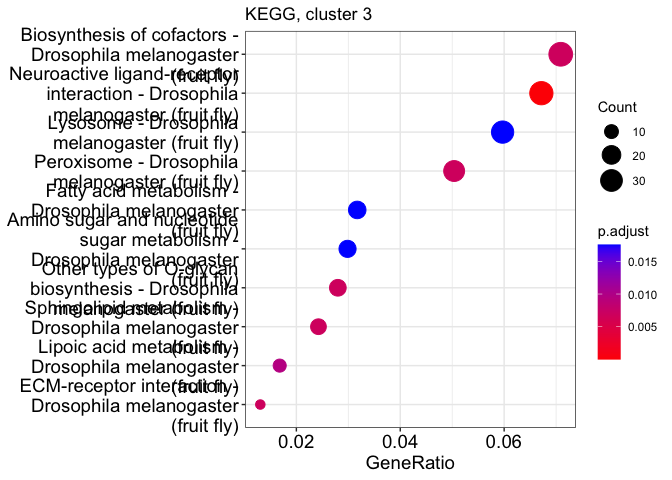 KEGG, cluster 3
Biosynthesis of cofactors -
Drosophila melanogaster
(fruit fly)
Neuroactive ligand-receptor
interaction - Drosophila
melanogaster (fruit fly)
Lysosome - Drosophila
melanogaster (fruit fly)
Peroxisome - Drosophila
melanogaster (fruit fly)
Fatty acid metabolism -
Drosophila melanogaster
(fruit fly)
Amino sugar and nucleotide
sugar metabolism -
Drosophila melanogaster
(fruit fly)
Other types of O-glycan
biosynthesis - Drosophila
melanogaster (fruit fly)
Sphingolipid metabolism -
Drosophila melanogaster
(fruit fly)
Lipoic acid metabolism -
Drosophila melanogaster
(fruit fly)
ECM-receptor interaction -
Drosophila melanogaster
(fruit fly)
0.02 0.04 0.06
GeneRatio
Count
10
20
30
p.adjust
0.015
0.010
0.005